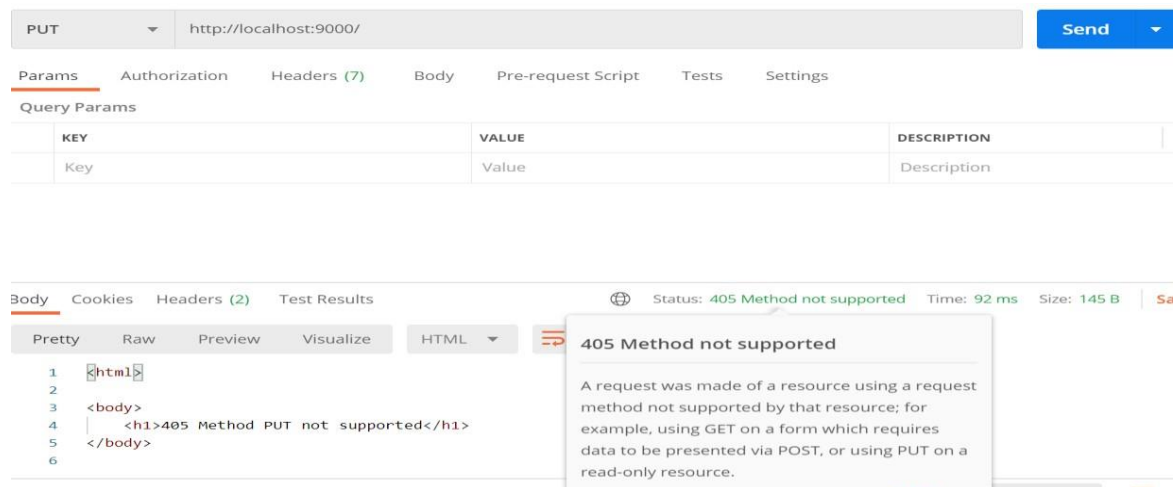 PUT http://localhost:9000/ Send
Params Authorization Headers (7) Body Pre-request Script Tests Settings
Query Params
KEY VALUE DESCRIPTION
Key Value Description
Body Cookies Headers (2) Test Results Status: 405 Method not supported Time: 92 ms Size: 145 B Sa
Pretty Raw Preview Visualize HTML
1 <html>
2
3 <body>
4 <h1>405 Method PUT not supported</h1>
5 </body>
6
405 Method not supported
A request was made of a resource using a request
method not supported by that resource; for
example, using GET on a form which requires
data to be presented via POST, or using PUT on a
read-only resource.